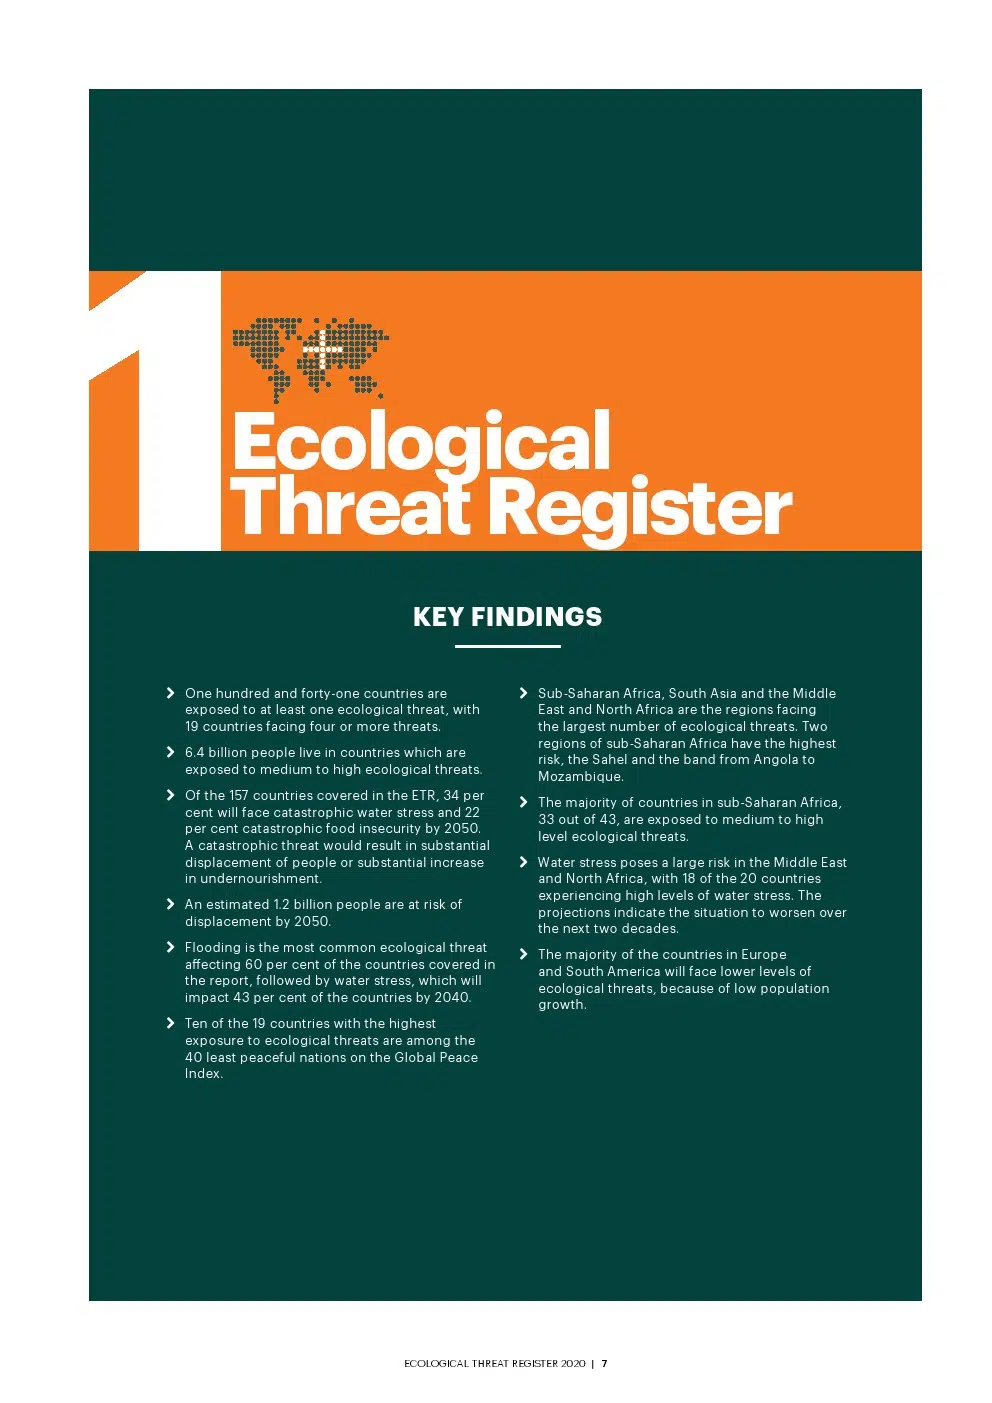 1
Ecological
Threat Register
KEY FINDINGS
One hundred and forty-one countries are
exposed to at least one ecological threat, with
19 countries facing four or more threats.
6.4 billion people live in countries which are
exposed to medium to high ecological threats.
Of the 157 countries covered in the ETR, 34 per
cent will face catastrophic water stress and 22
per cent catastrophic food insecurity by 2050.
A catastrophic threat would result in substantial
displacement of people or substantial increase
in undernourishment.
An estimated 1.2 billion people are at risk of
displacement by 2050.
Flooding is the most common ecological threat
affecting 60 per cent of the countries covered in
the report, followed by water stress, which will
impact 43 per cent of the countries by 2040.
Ten of the 19 countries with the highest
exposure to ecological threats are among the
40 least peaceful nations on the Global Peace
Index.
Sub-Saharan Africa, South Asia and the Middle
East and North Africa are the regions facing
the largest number of ecological threats. Two
regions of sub-Saharan Africa have the highest
risk, the Sahel and the band from Angola to
Mozambique.
The majority of countries in sub-Saharan Africa,
33 out of 43, are exposed to medium to high
level ecological threats.
Water stress poses a large risk in the Middle East
and North Africa, with 18 of the 20 countries
experiencing high levels of water stress. The
projections indicate the situation to worsen over
the next two decades.
The majority of the countries in Europe
and South America will face lower levels of
ecological threats, because of low population
growth.
ECOLOGICAL THREAT REGISTER 2020 | 7